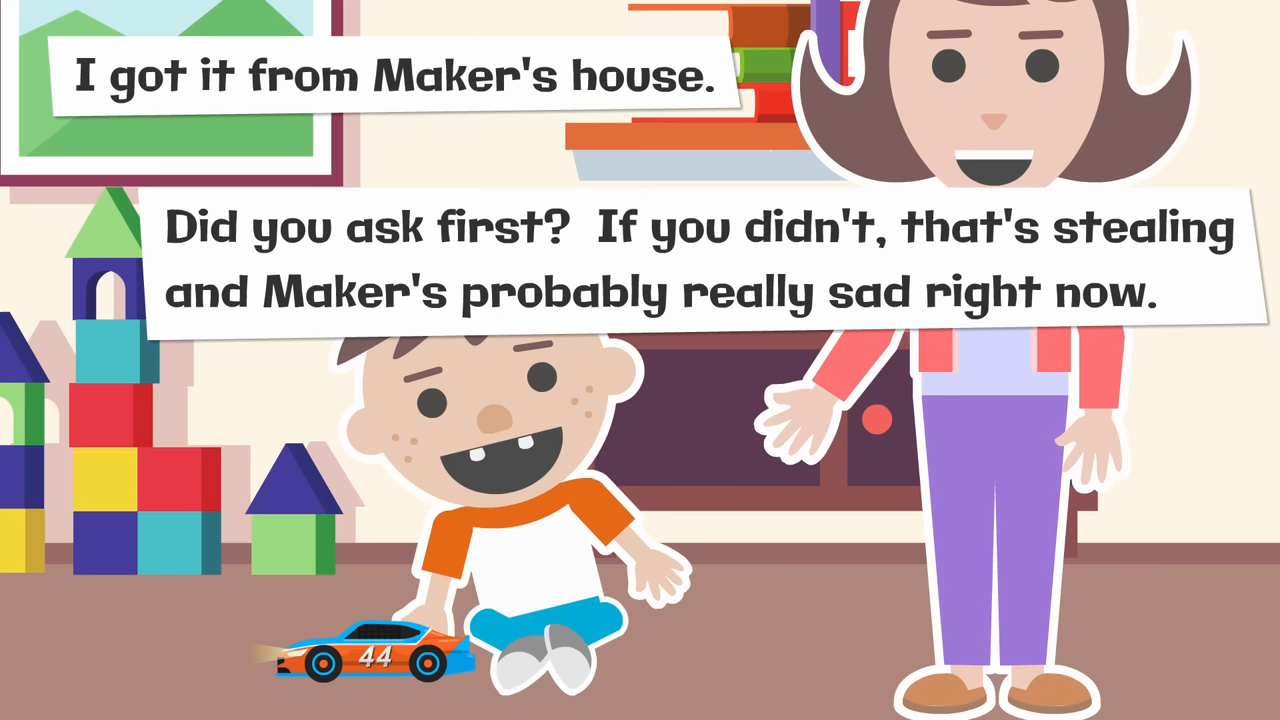 I got it from Maker's house.
Did you ask first?  If you didn't, that's stealing
and Maker's probably really sad right now.
44